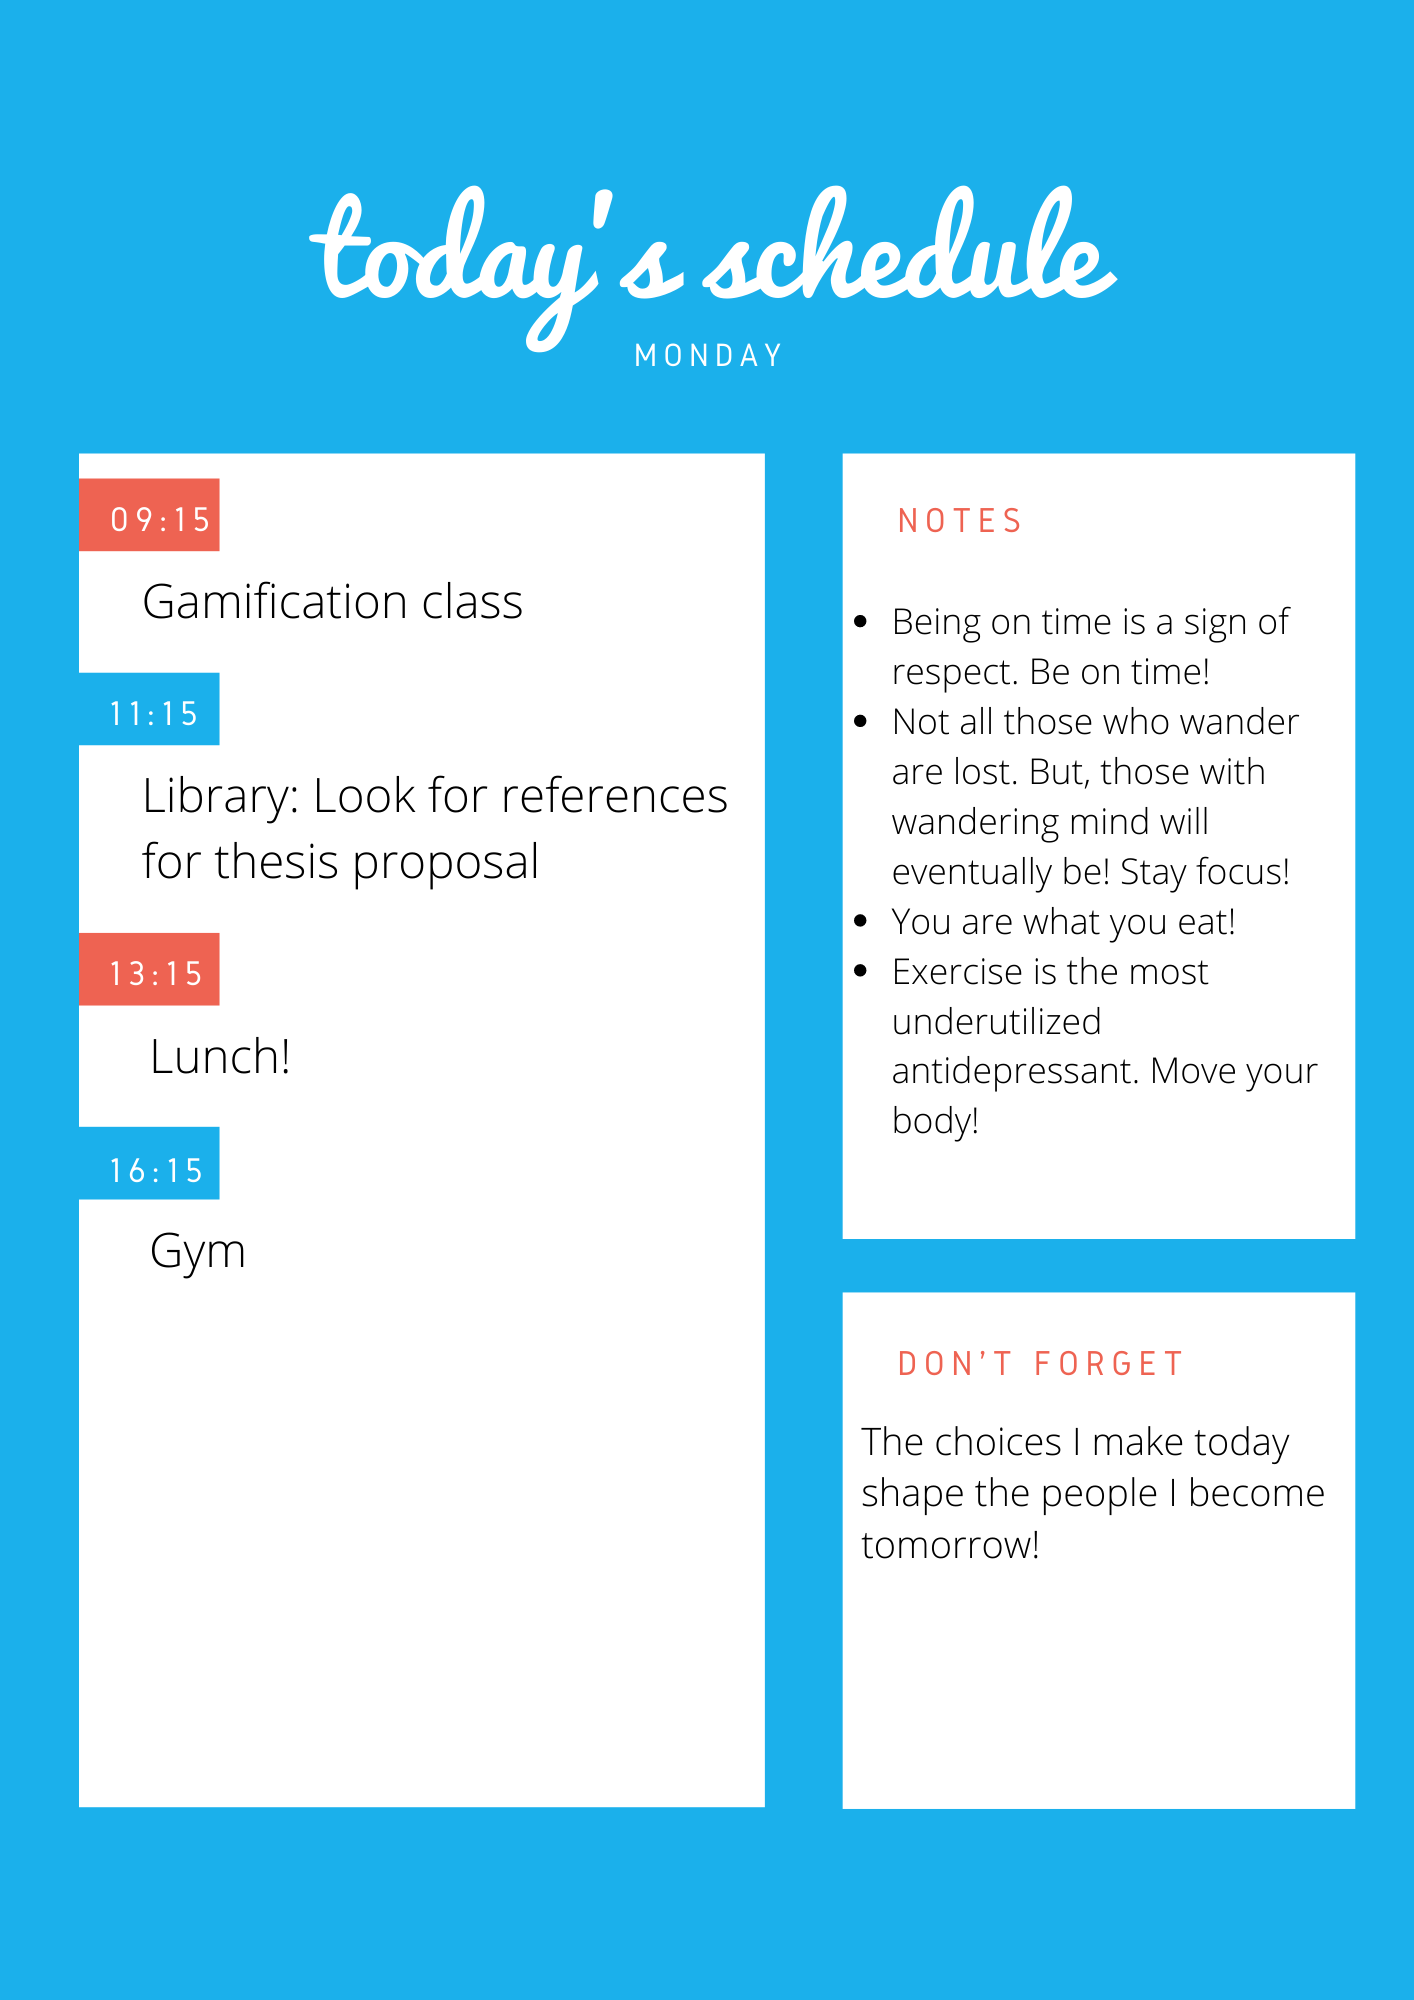 today's schedule
MONDAY
09:15
Gamification class
11:15
Library: Look for references
for thesis proposal
13:15
Lunch!
16:15
Gym
NOTES
• Being on time is a sign of
respect. Be on time!
• Not all those who wander
are lost. But, those with
wandering mind will
eventually be! Stay focus!
• You are what you eat!
• Exercise is the most
underutilized
antidepressant. Move your
body!
DON'T FORGET
The choices I make today
shape the people I become
tomorrow!